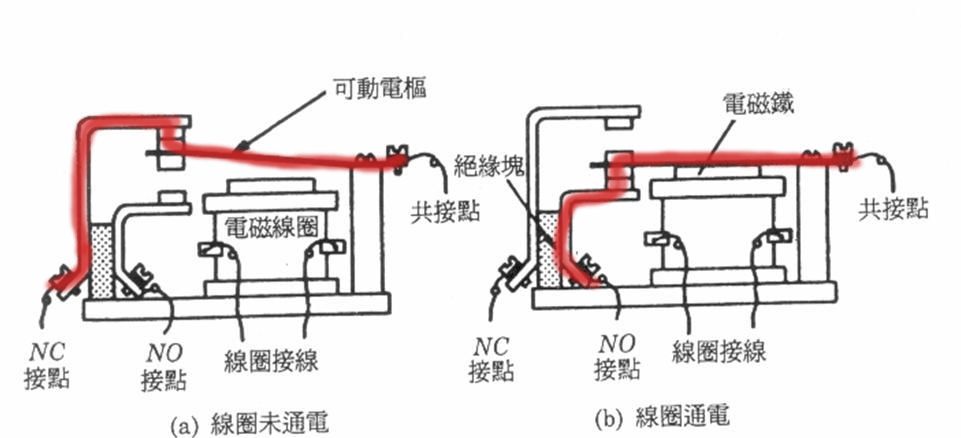 可動電樞
共接點
電磁線圈
NC
接點
NO
接點
線圈接線
(a) 線圈未通電
電磁鐵
絕緣塊
共接點
NC
接點
NO
接點
線圈接線
(b) 線圈通電